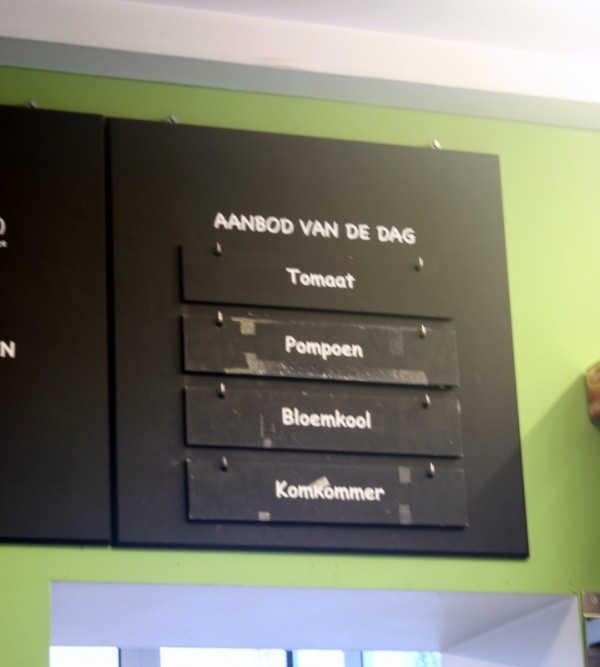 AANBOD VAN DE DAG
Tomaat
Pompoen
Bloemkool
Komkommer